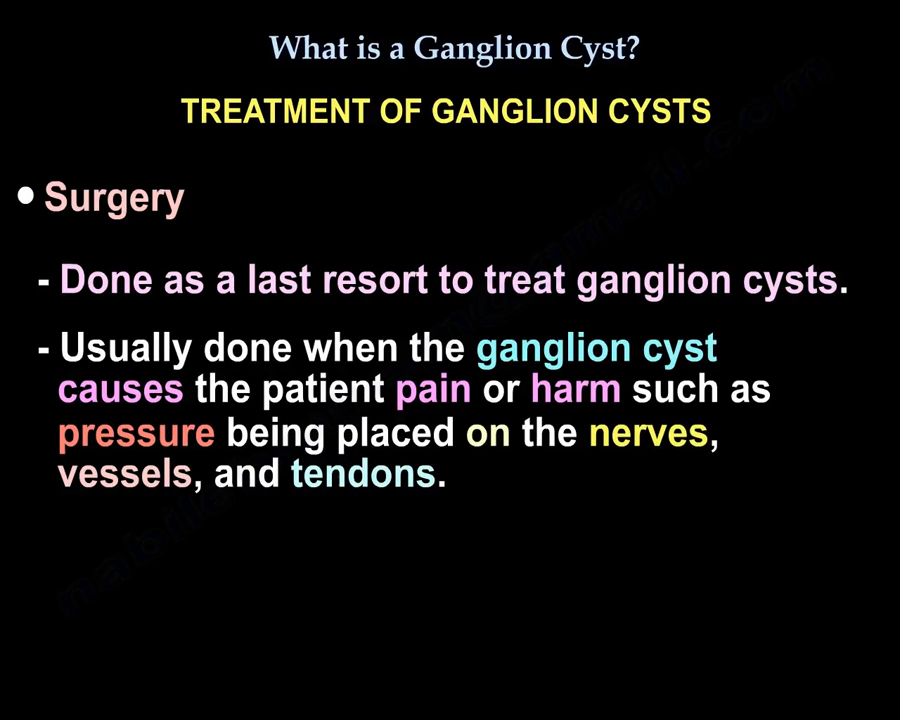 What is a Ganglion Cyst?
TREATMENT OF GANGLION CYSTS
• Surgery
- Done as a last resort to treat ganglion cysts.
- Usually done when the ganglion cyst
causes the patient pain or harm such as
pressure being placed on the nerves,
vessels, and tendons.